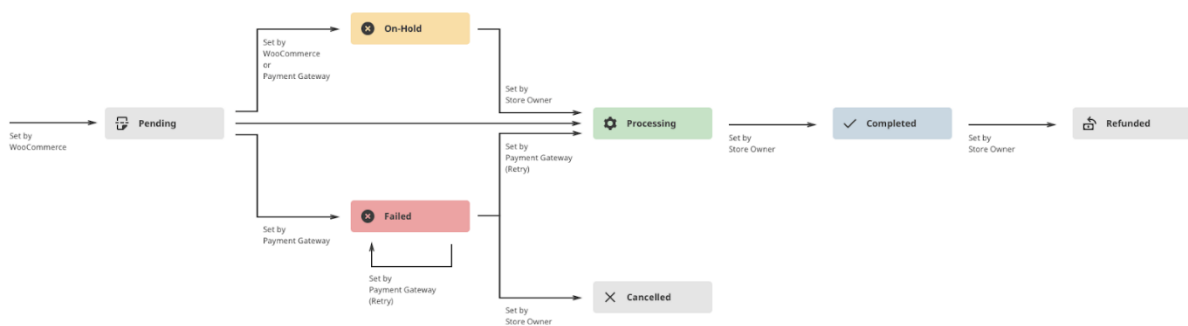 On-Hold
Set by
WooCommerce
or
Payment Gateway
Set by
Store Owner
Set by
WooCommerce
Pending
Processing
Set by
Store Owner
Completed
Set by
Store Owner
Refunded
Set by
Payment Gateway
(Retry)
Set by
Payment Gateway
Failed
Set by
Payment Gateway
(Retry)
Set by
Store Owner
Cancelled